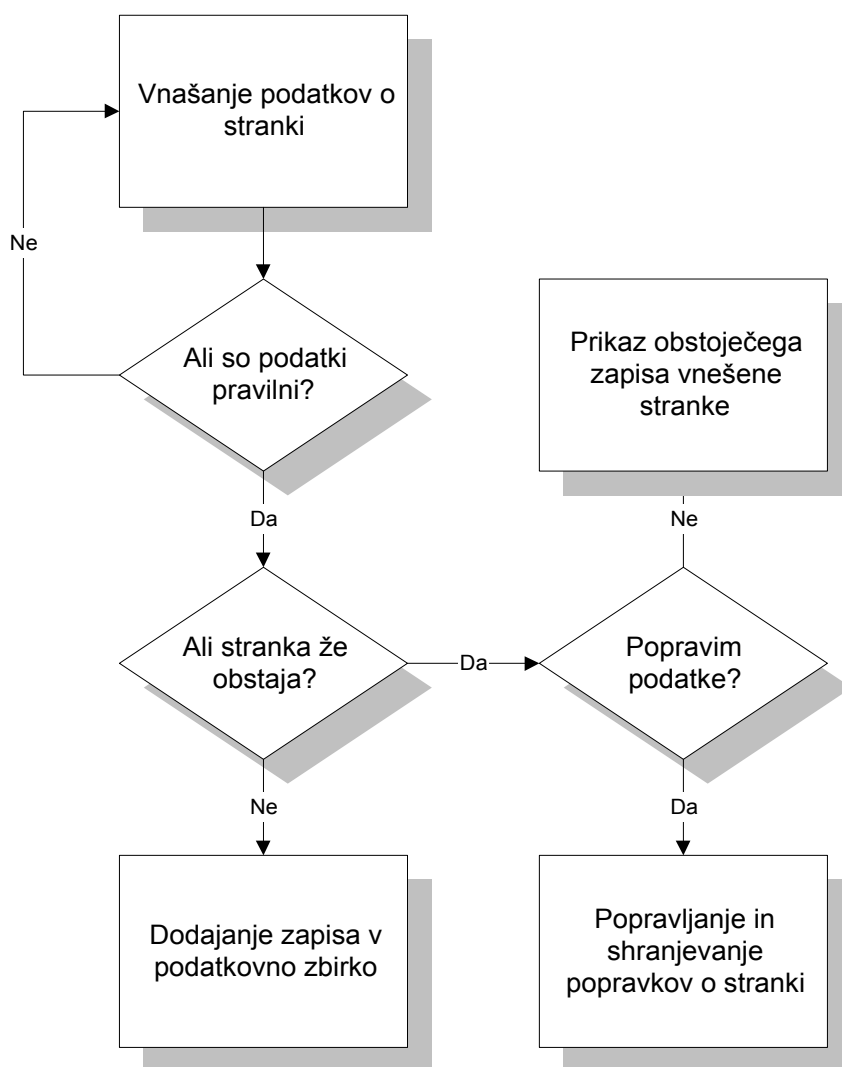 Vnašanje podatkov o
stranki
Ne
Ali so podatki
pravilni?
Prikaz obstoječega
zapisa vnešene
stranke
Da
Ne
Ali stranka že
obstaja?
Da
Popravim
podatke?
Ne
Da
Dodajanje zapisa v
podatkovno zbirko
Popravljanje in
shranjevanje
popravkov o stranki